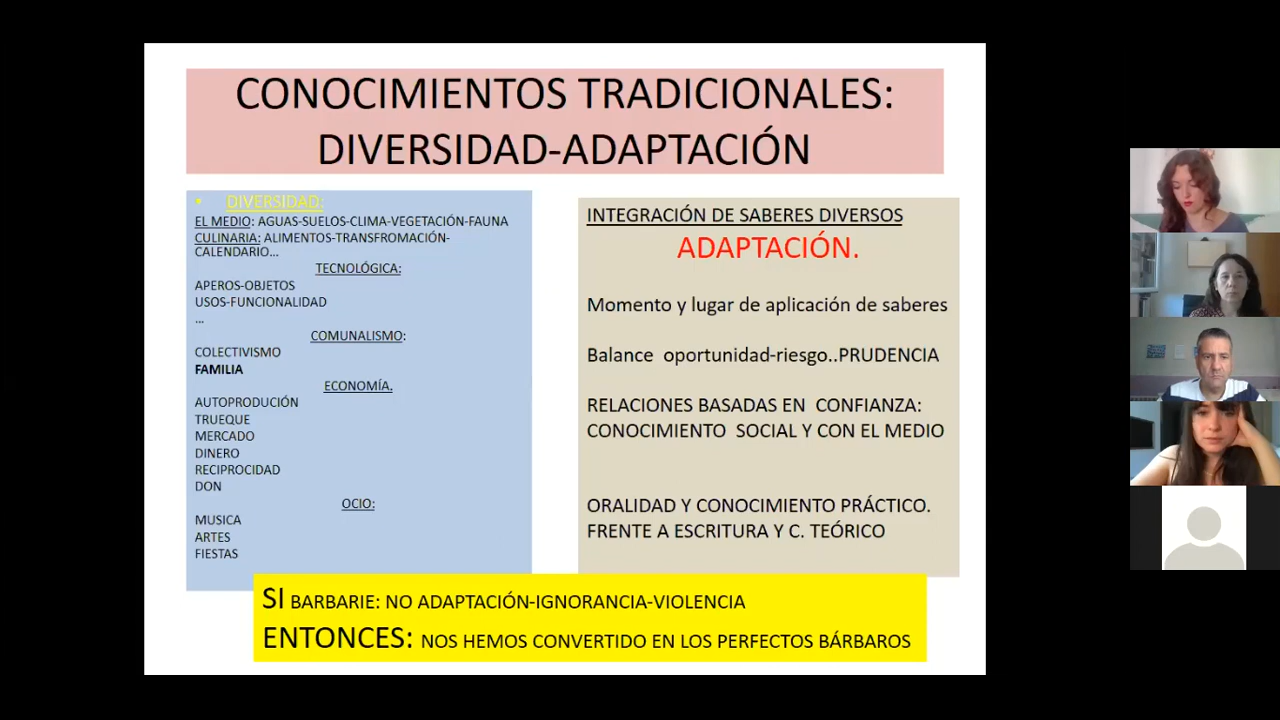 CONOCIMIENTOS TRADICIONALES:
DIVERSIDAD-ADAPTACIÓN
• DIVERSIDAD:
EL MEDIO: AGUAS-SUELOS-CLIMA-VEGETACIÓN-FAUNA
CULINARIA: ALIMENTOS-TRANSFROMACIÓN-
CALENDARIO...
TECNOLÓGICA:
APEROS-OBJETOS
USOS-FUNCIONALIDAD
...
COMUNALISMO:
COLECTIVISMO
FAMILIA
ECONOMÍA.
AUTOPRODUCIÓN
TRUEQUE
MERCADO
DINERO
RECIPROCIDAD
DON
OCIO:
MUSICA
ARTES
FIESTAS
INTEGRACIÓN DE SABERES DIVERSOS
ADAPTACIÓN.
Momento y lugar de aplicación de saberes
Balance oportunidad-riesgo..PRUDENCIA
RELACIONES BASADAS EN CONFIANZA:
CONOCIMIENTO SOCIAL Y CON EL MEDIO
ORALIDAD Y CONOCIMIENTO PRÁCTICO.
FRENTE A ESCRITURA Y C. TEÓRICO
SI BARBARIE: NO ADAPTACIÓN-IGNORANCIA-VIOLENCIA
ENTONCES: NOS HEMOS CONVERTIDO EN LOS PERFECTOS BÁRBAROS